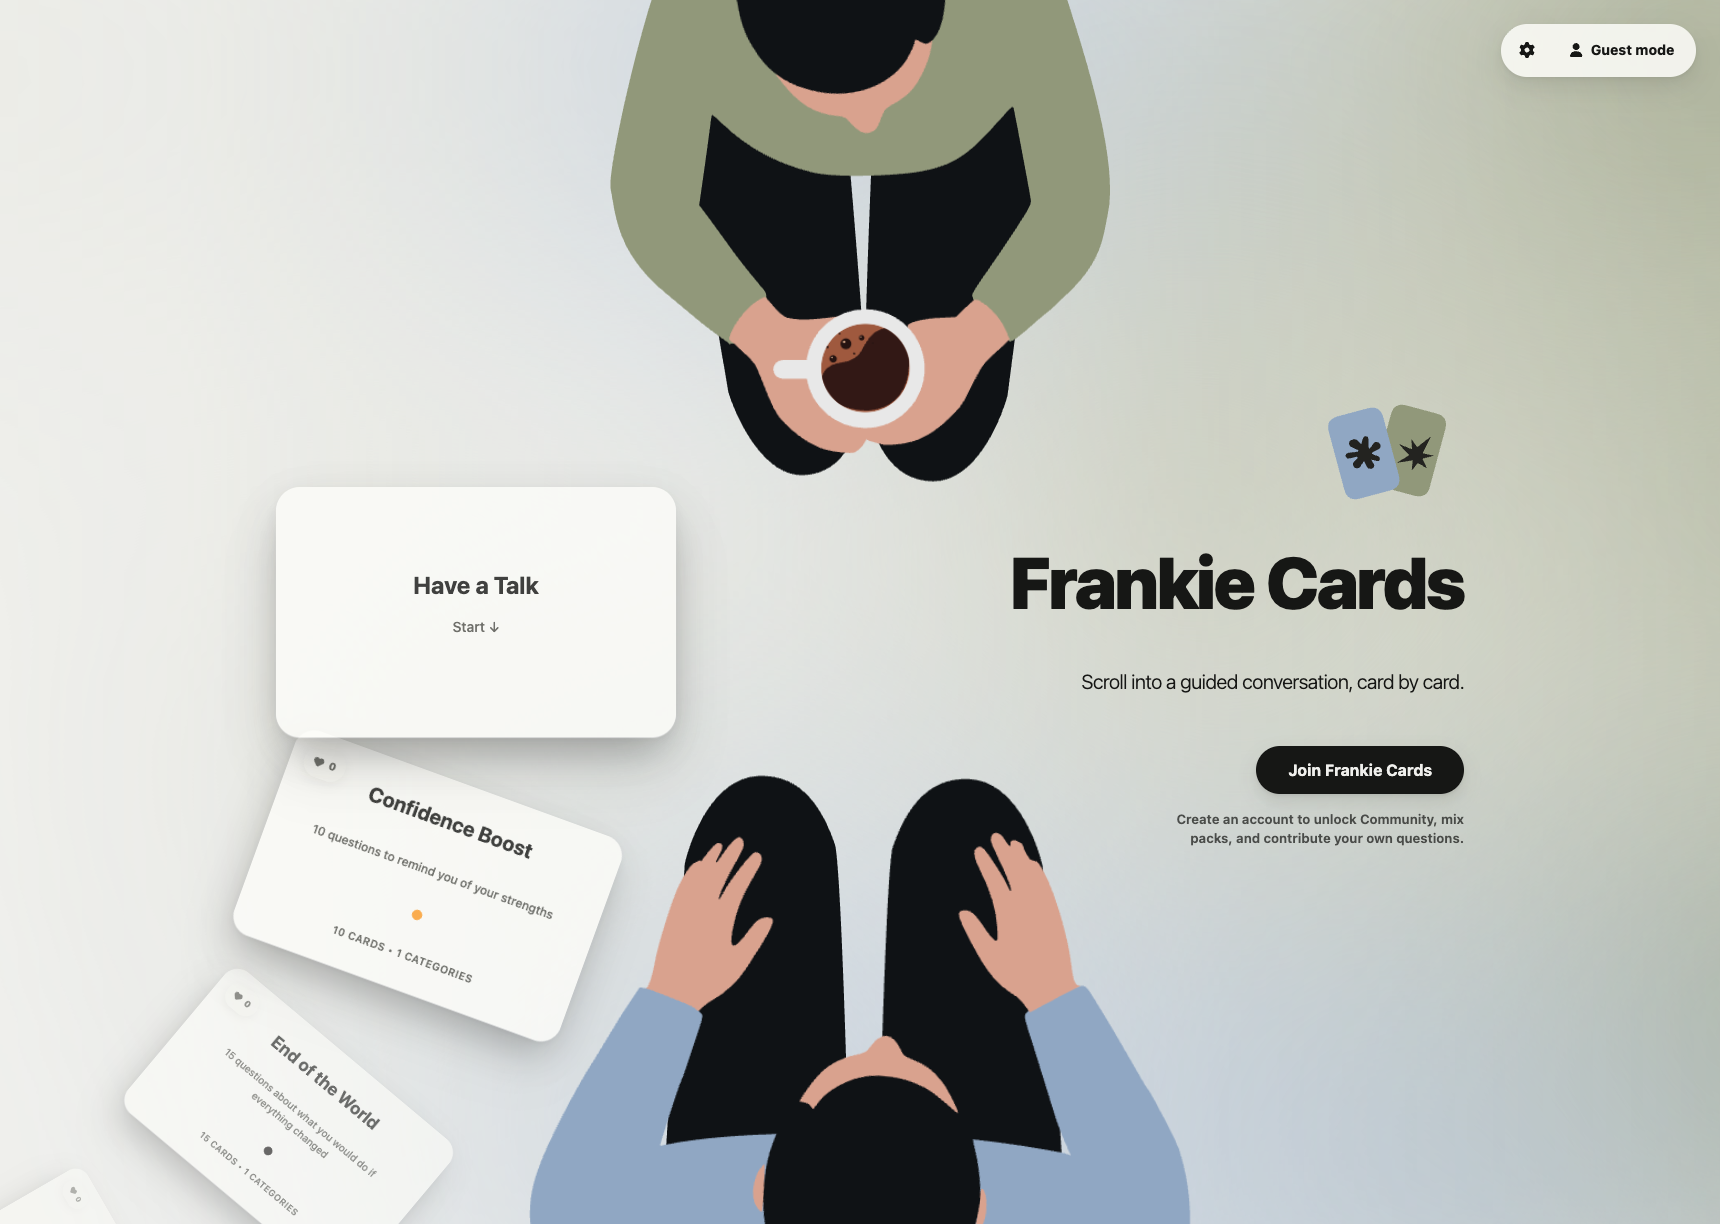 Guest mode
Have a Talk
Start ↓
Frankie Cards
Scroll into a guided conversation, card by card.
Join Frankie Cards
Create an account to unlock Community, mix
packs, and contribute your own questions.
0
Confidence Boost
10 questions to remind you of your strengths
10 CARDS • 1 CATEGORIES
0
End of the World
15 questions about what you would do if
everything changed
15 CARDS • 1 CATEGORIES
0